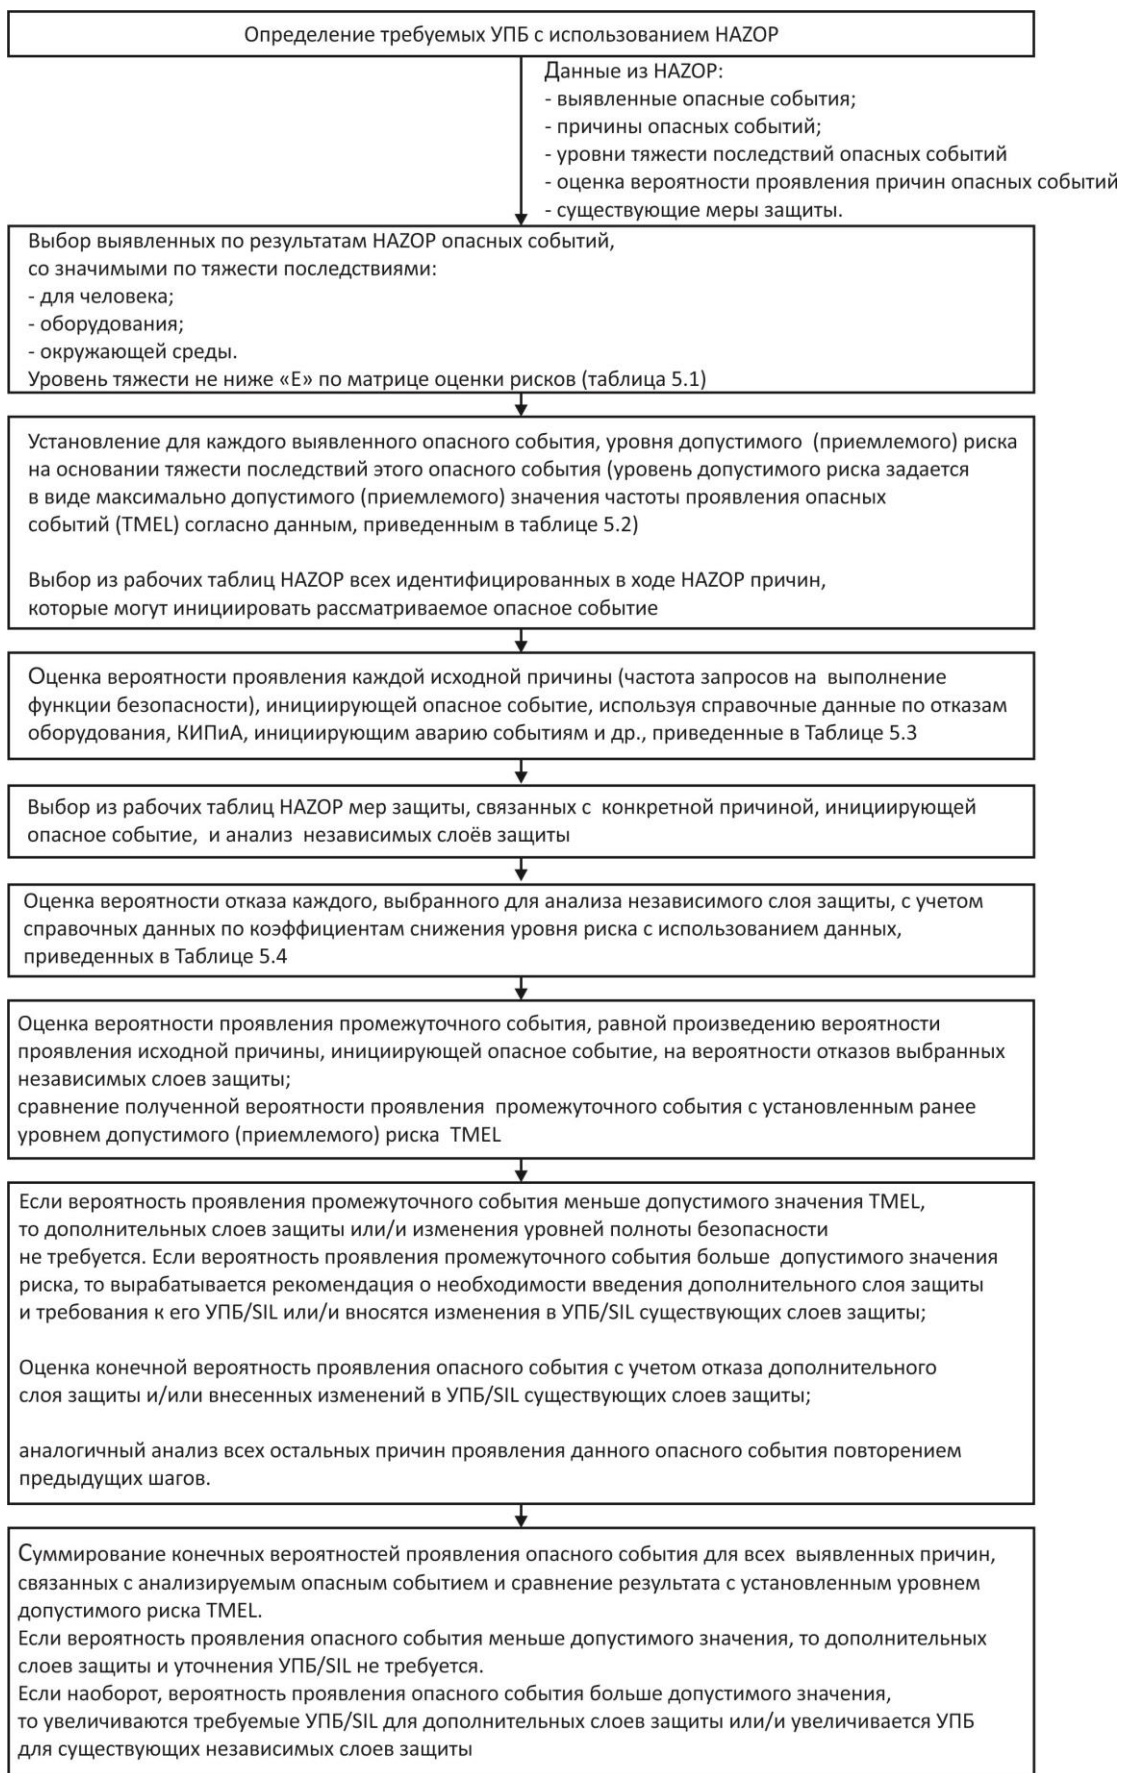 Определение требуемых УПБ с использованием HAZOP
Данные из HAZOP:
- выявленные опасные события;
- причины опасных событий;
- уровни тяжести последствий опасных событий
- оценка вероятности проявления причин опасных событий
- существующие меры защиты.
Выбор выявленных по результатам HAZOP опасных событий,
со значимыми по тяжести последствиями:
- для человека;
- оборудования;
- окружающей среды.
Уровень тяжести не ниже «Е» по матрице оценки рисков (таблица 5.1)
Установление для каждого выявленного опасного события, уровня допустимого (приемлемого) риска
на основании тяжести последствий этого опасного события (уровень допустимого риска задается
в виде максимально допустимого (приемлемого) значения частоты проявления опасных
событий (TMEL) согласно данным, приведенным в таблице 5.2)
Выбор из рабочих таблиц HAZOP всех идентифицированных в ходе HAZOP причин,
которые могут инициировать рассматриваемое опасное событие
Оценка вероятности проявления каждой исходной причины (частота запросов на выполнение
функции безопасности), инициирующей опасное событие, используя справочные данные по отказам
оборудования, КИПиА, инициирующим аварию событиям и др., приведенные в Таблице 5.3
Выбор из рабочих таблиц HAZOP мер защиты, связанных с конкретной причиной, инициирующей
опасное событие, и анализ независимых слоёв защиты
Оценка вероятности отказа каждого, выбранного для анализа независимого слоя защиты, с учетом
справочных данных по коэффициентам снижения уровня риска с использованием данных,
приведенных в Таблице 5.4
Оценка вероятности проявления промежуточного события, равной произведению вероятности
проявления исходной причины, инициирующей опасное событие, на вероятности отказов выбранных
независимых слоев защиты;
сравнение полученной вероятности проявления промежуточного события с установленным ранее
уровнем допустимого (приемлемого) риска TMEL
Если вероятность проявления промежуточного события меньше допустимого значения TMEL,
то дополнительных слоев защиты или/и изменения уровней полноты безопасности
не требуется. Если вероятность проявления промежуточного события больше допустимого значения
риска, то вырабатывается рекомендация о необходимости введения дополнительного слоя защиты
и требования к его УПБ/SIL или/и вносятся изменения в УПБ/SIL существующих слоев защиты;
Оценка конечной вероятность проявления опасного события с учетом отказа дополнительного
слоя защиты и/или внесенных изменений в УПБ/SIL существующих слоев защиты;
аналогичный анализ всех остальных причин проявления данного опасного события повторением
предыдущих шагов.
Суммирование конечных вероятностей проявления опасного события для всех выявленных причин,
связанных с анализируемым опасным событием и сравнение результата с установленным уровнем
допустимого риска TMEL.
Если вероятность проявления опасного события меньше допустимого значения, то дополнительных
слоев защиты и уточнения УПБ/SIL не требуется.
Если наоборот, вероятность проявления опасного события больше допустимого значения,
то увеличиваются требуемые УПБ/SIL для дополнительных слоев защиты или/и увеличивается УПБ
для существующих независимых слоев защиты